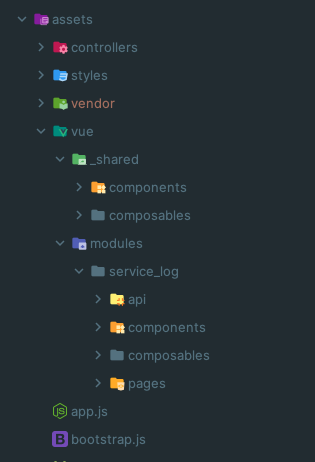 assets
controllers
styles
vendor
vue
_shared
components
composables
modules
service_log
api
components
composables
pages
app.js
bootstrap.js